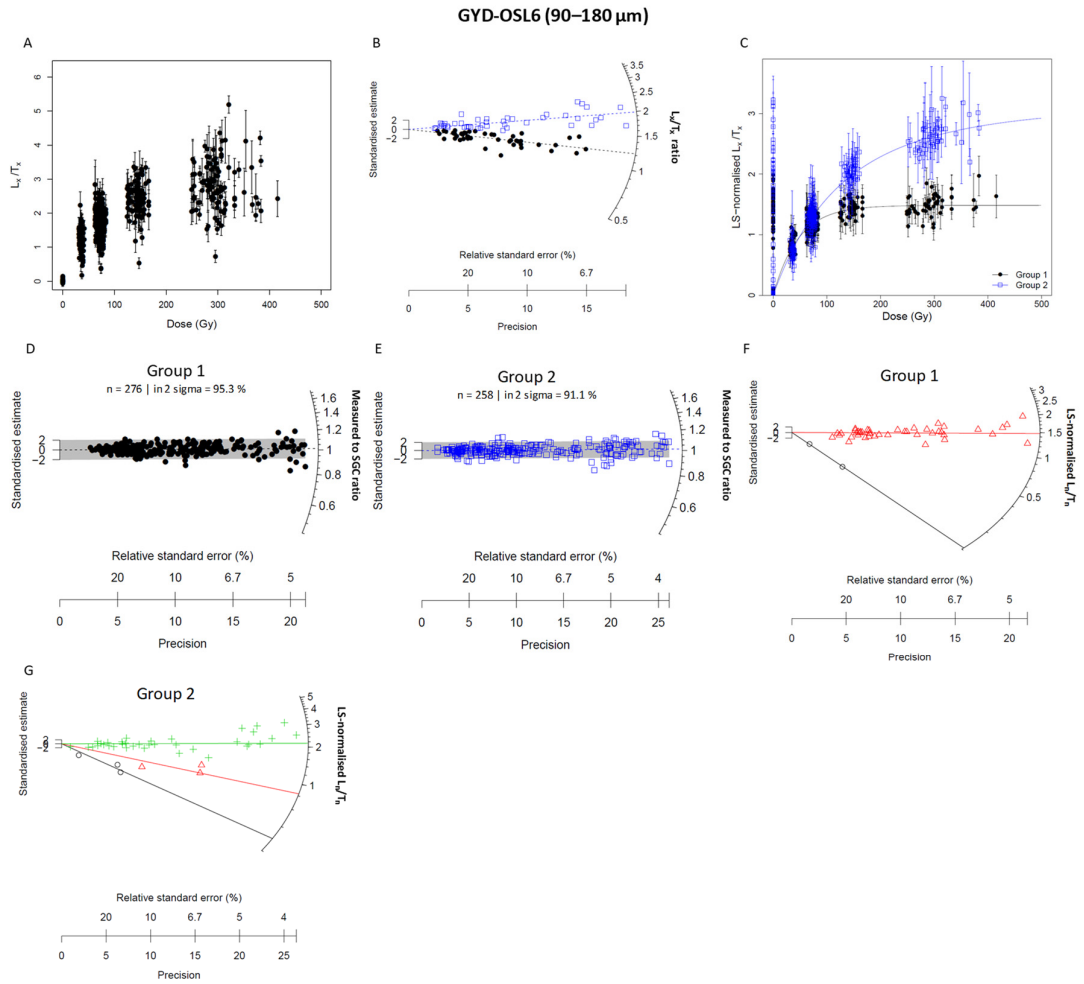 GYD-OSL6 (90–180 µm)
A
Lx/Tx
6
5
4
3
2
1
0
0
100
200
300
400
500
Dose (Gy)
B
Standardised estimate
2
0
−2
3.5
3
2.5
2
1.5
1
0.5
Lx/Tx ratio
Relative standard error (%)
20
10
6.7
0
5
10
15
Precision
C
LS−normalised Lx/Tx
3
2
1
0
Group 1
Group 2
0
100
200
300
400
500
Dose (Gy)
D
Group 1
n = 276 | in 2 sigma = 95.3 %
Standardised estimate
2
0
−2
1.6
1.4
1.2
1
0.8
0.6
Measured to SGC ratio
Relative standard error (%)
20
10
6.7
5
0
5
10
15
20
Precision
E
Group 2
n = 258 | in 2 sigma = 91.1 %
Standardised estimate
2
0
−2
1.6
1.4
1.2
1
0.8
0.6
Measured to SGC ratio
Relative standard error (%)
20
10
6.7
5
4
0
5
10
15
20
25
Precision
F
Group 1
Standardised estimate
2
−2
3
2.5
2
1.5
1
0.5
LS-normalised Ln/Tn
Relative standard error (%)
20
10
6.7
5
0
5
10
15
20
Precision
G
Group 2
Standardised estimate
2
0
−2
5
4
3
2
1
LS-normalised Ln/Tn
Relative standard error (%)
20
10
6.7
5
4
0
5
10
15
20
25
Precision